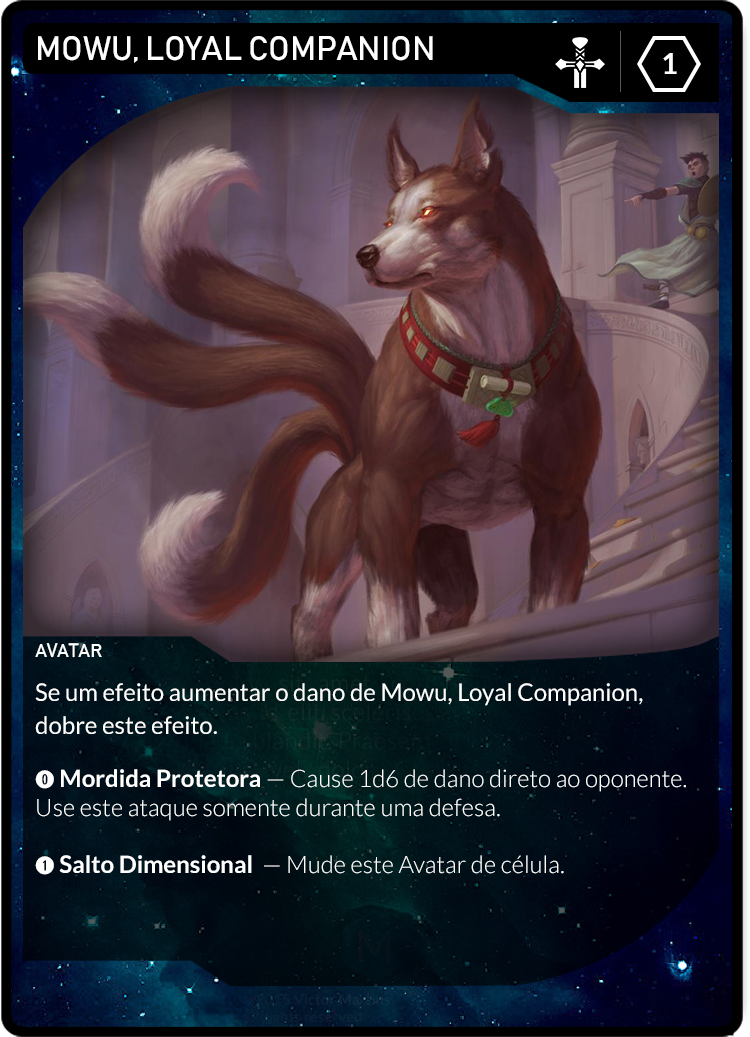 MOWU, LOYAL COMPANION
1
AVATAR
Se um efeito aumentar o dano de Mowu, Loyal Companion,
dobre este efeito.
0 Mordida Protetora — Cause 1d6 de dano direto ao oponente.
Use este ataque somente durante uma defesa.
1 Salto Dimensional — Mude este Avatar de célula.